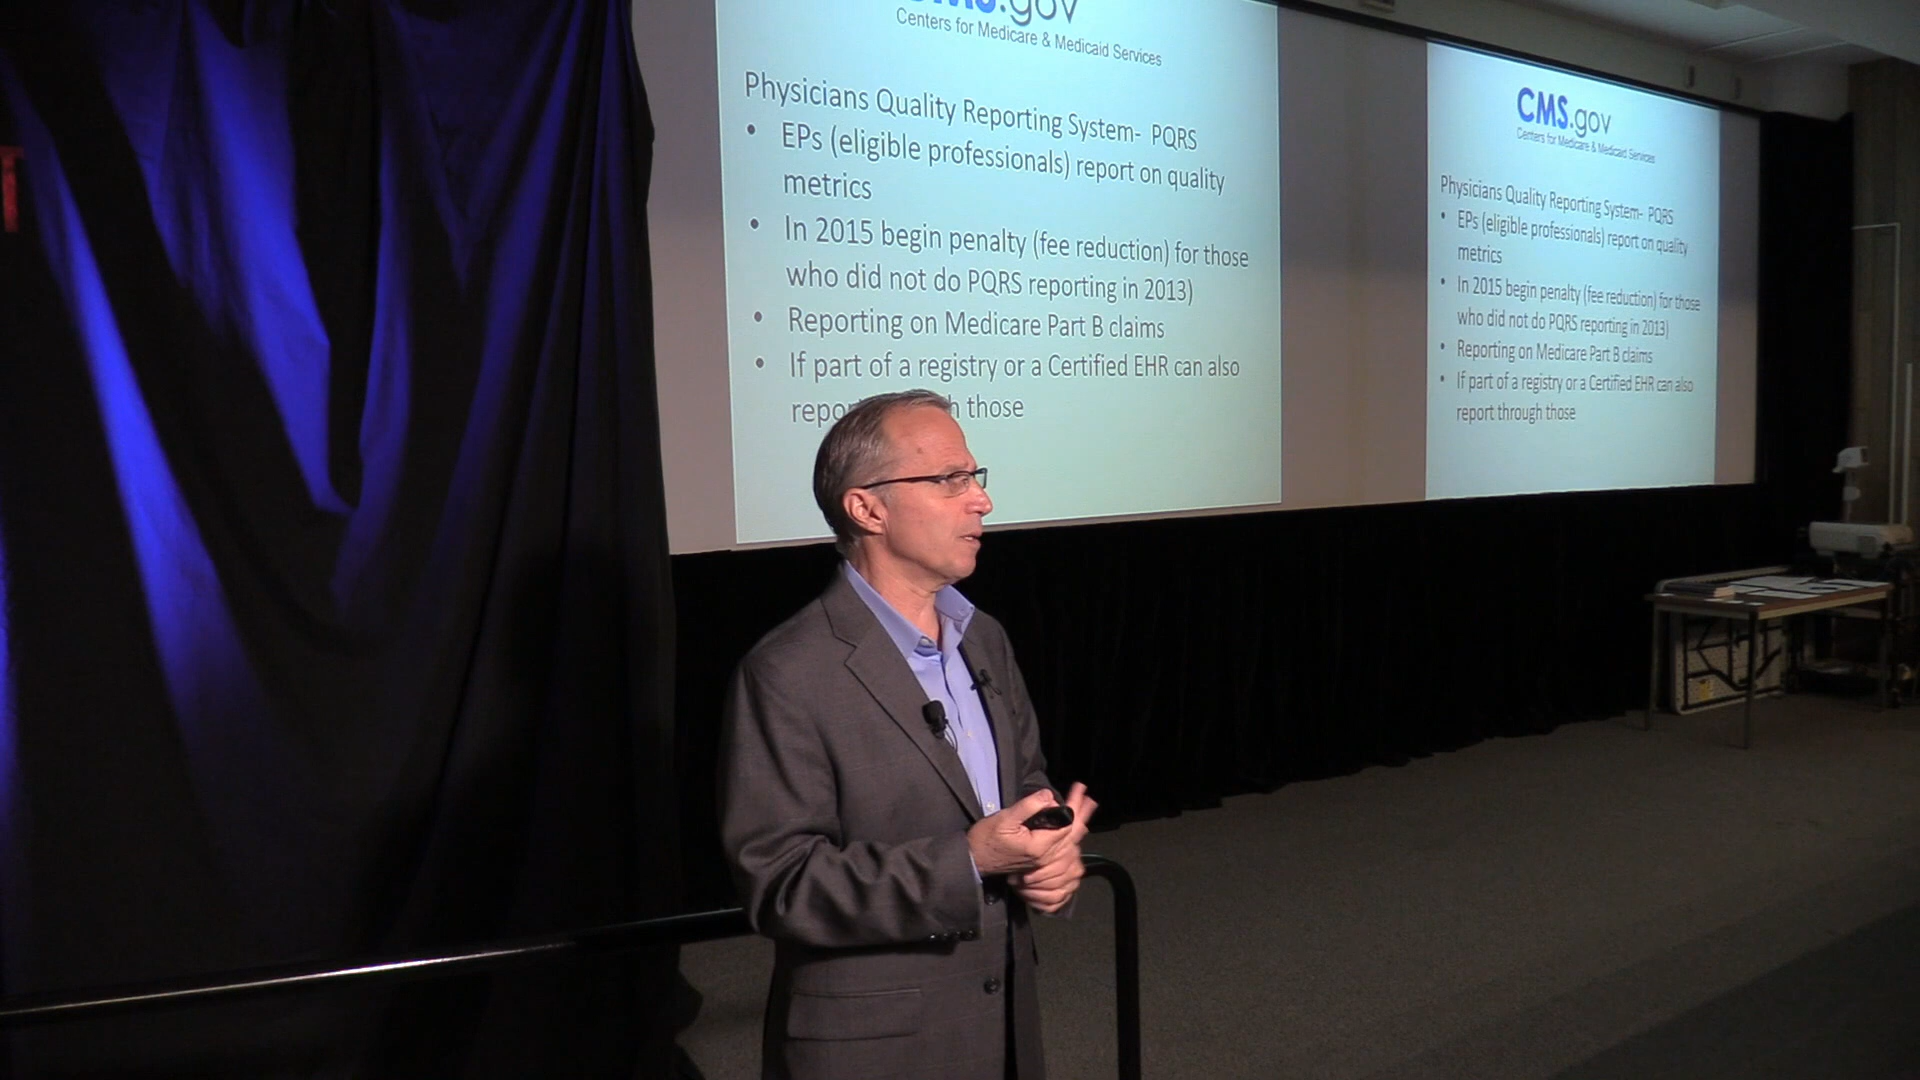 CMS.gov
Centers for Medicare & Medicaid Services
Physicians Quality Reporting System- PQRS
• EPs (eligible professionals) report on quality
metrics
• In 2015 begin penalty (fee reduction) for those
who did not do PQRS reporting in 2013)
• Reporting on Medicare Part B claims
• If part of a registry or a Certified EHR can also
those
CMS.gov
Centers for Medicare & Medicaid Services
Physicians Quality Reporting System- PQRS
• EPs (eligible professionals) report on quality
metrics
• In 2015 begin penalty (fee reduction) for those
who did not do PQRS reporting in 2013)
• Reporting on Medicare Part B claims
• If part of a registry or a Certified EHR can also
report through those